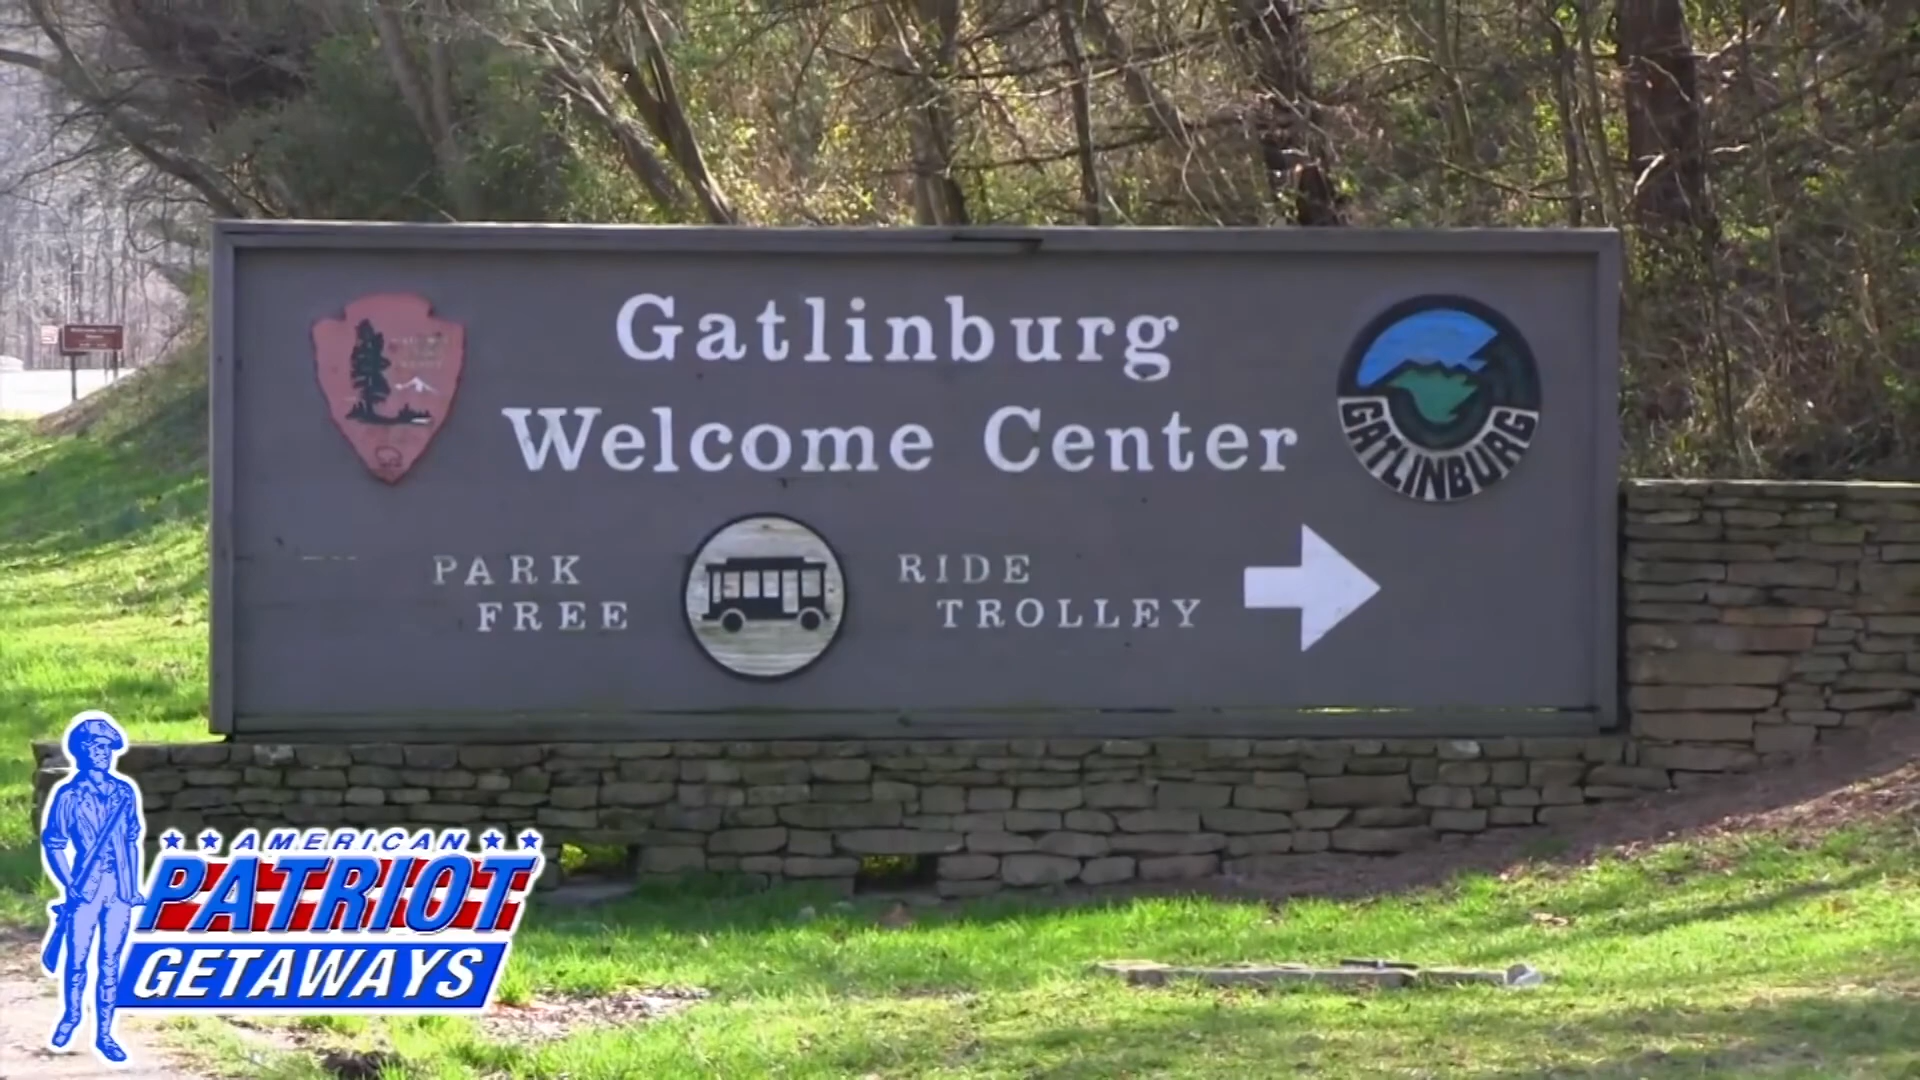 Gatlinburg
Welcome Center
GATLINBURG
PARK
FREE
RIDE
TROLLEY
AMERICAN
PATRIOT
GETAWAYS